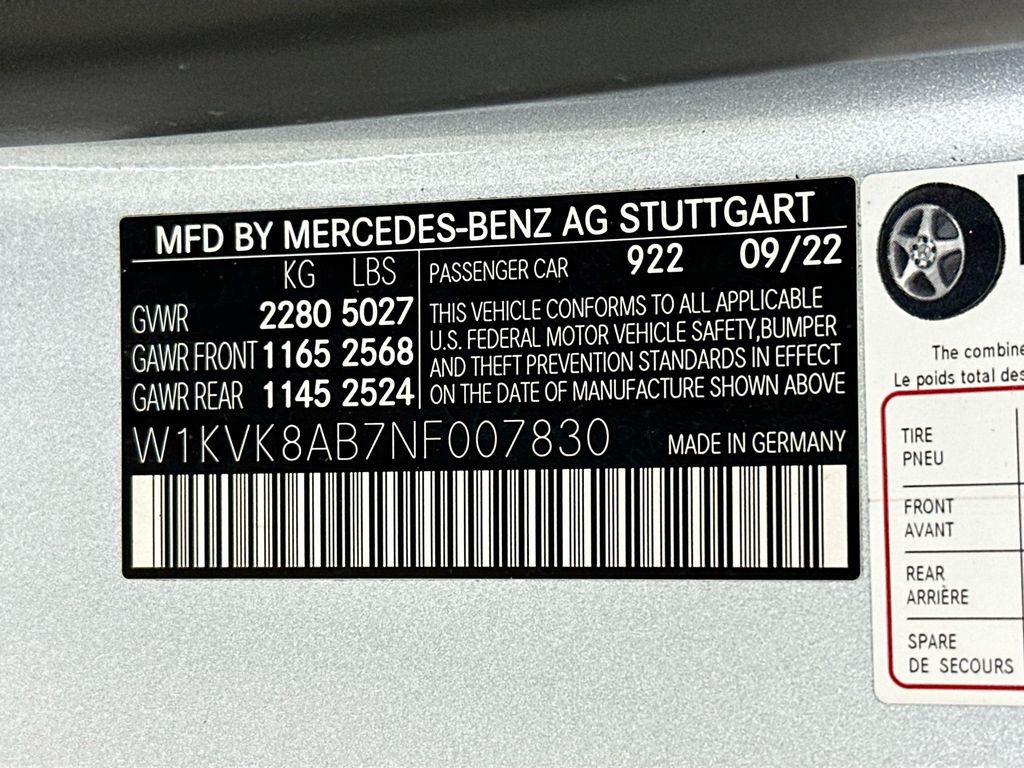 MFD BY MERCEDES-BENZ AG STUTTGART
KG LBS
GVWR 2280 5027
GAWR FRONT 1165 2568
GAWR REAR 1145 2524
PASSENGER CAR 922 09/22
THIS VEHICLE CONFORMS TO ALL APPLICABLE
U.S. FEDERAL MOTOR VEHICLE SAFETY,BUMPER
AND THEFT PREVENTION STANDARDS IN EFFECT
ON THE DATE OF MANUFACTURE SHOWN ABOVE
W1KVK8AB7NF007830 MADE IN GERMANY
The combine
Le poids total des
TIRE
PNEU
FRONT
AVANT
REAR
ARRIÈRE
SPARE
DE SECOURS